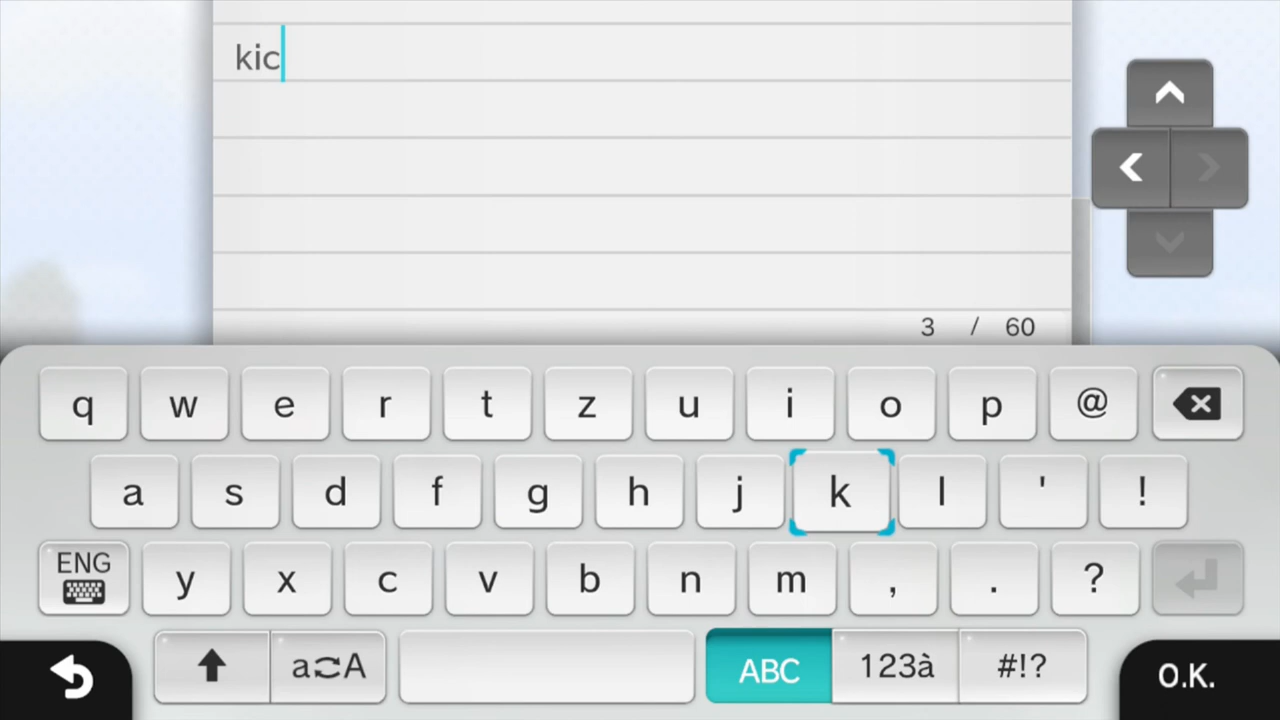 kic
3 / 60
q w e r t z u i o p @
a s d f g h j k l ' !
ENG y x c v b n m , . ?
a A ABC 123à #!?
O.K.